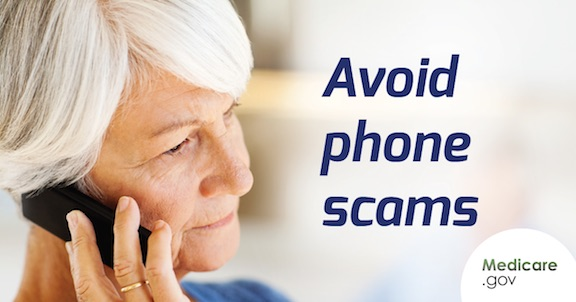 Avoid
phone
scams
Medicare
.gov